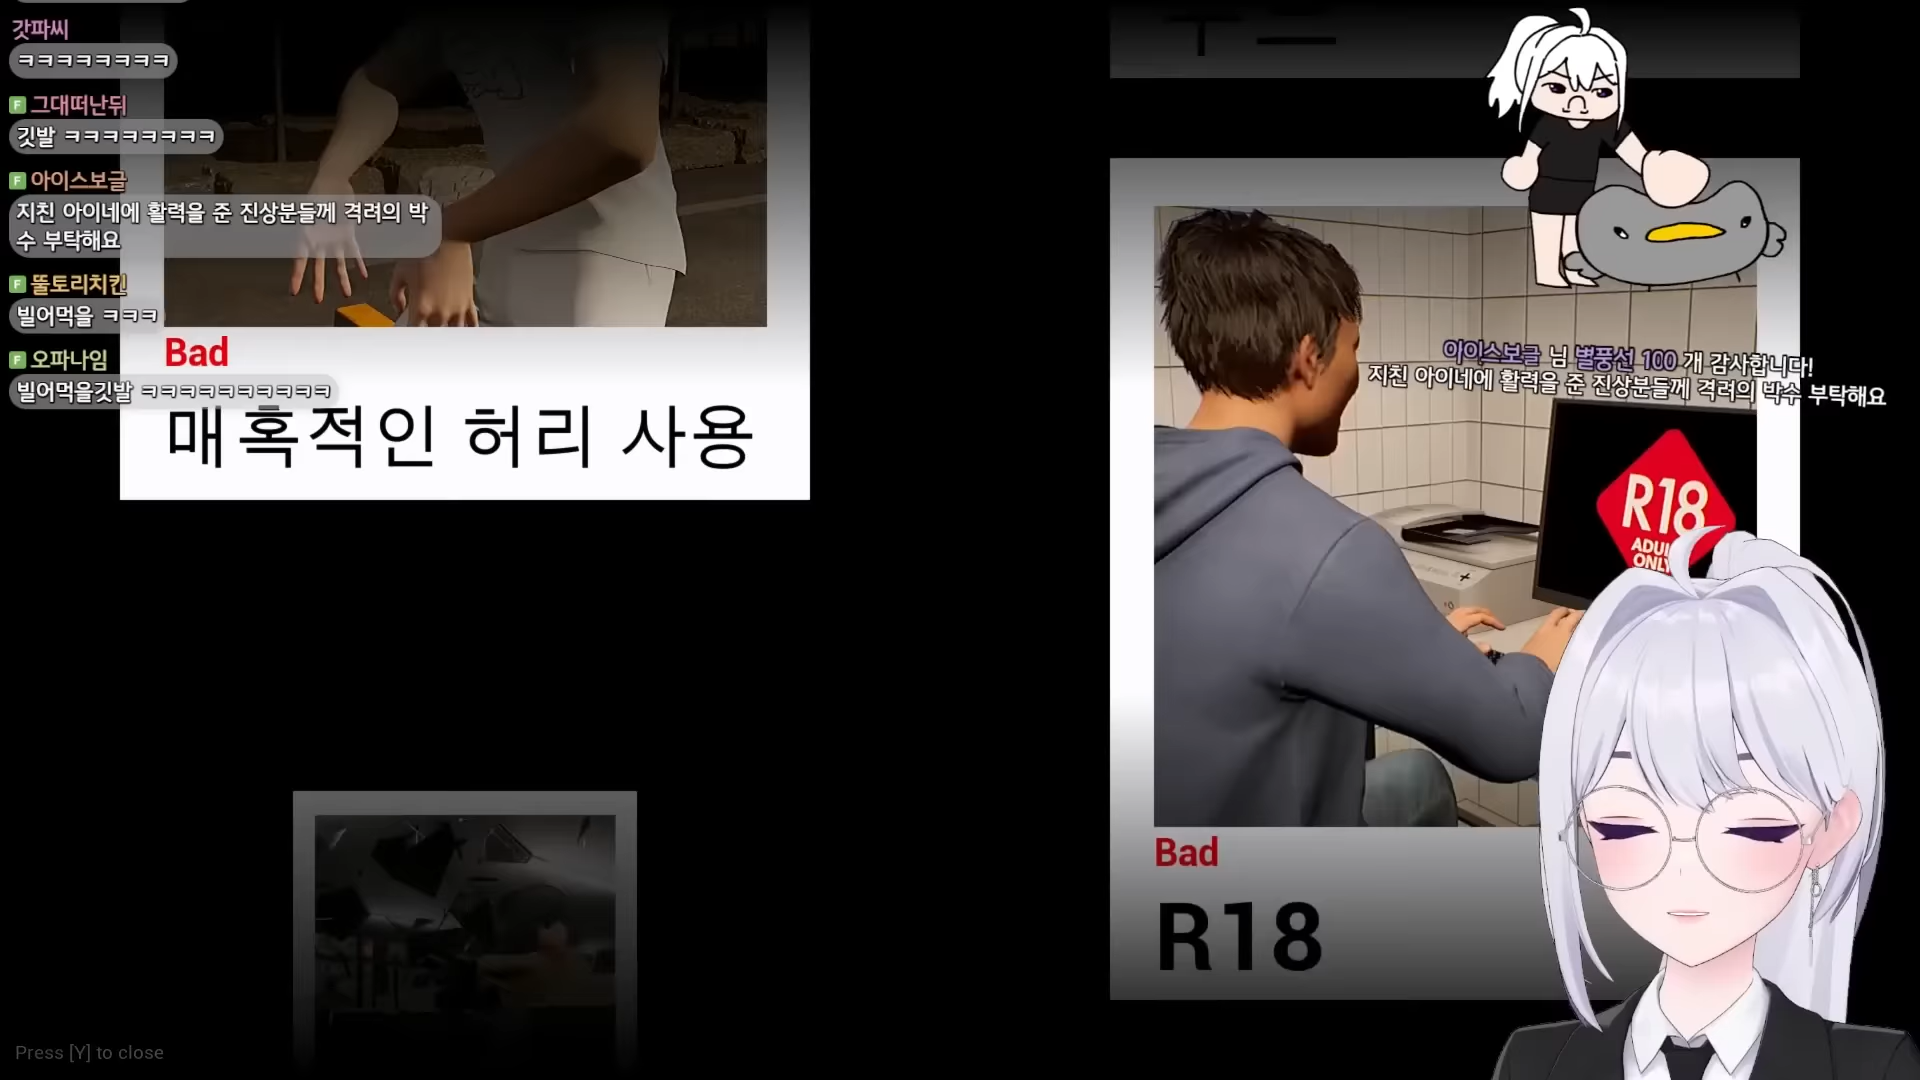 갓파씨
ㅋㅋㅋㅋㅋㅋㅋㅋ
F 그대떠난뒤
깃발 ㅋㅋㅋㅋㅋㅋㅋㅋ
F 아이스보글
지친 아이네에 활력을 준 진상분들께 격려의 박
수 부탁해요
F 뚤토리치킨
빌어먹을 ㅋㅋㅋ
F 오파나임
빌어먹을깃발 ㅋㅋㅋㅋㅋㅋㅋㅋㅋㅋ
Bad
매혹적인 허리 사용
아이스보글 님 별풍선 100 개 감사합니다!
지친 아이네에 활력을 준 진상분들께 격려의 박수 부탁해요
R18
ONLY
Bad
R18
Press [Y] to close